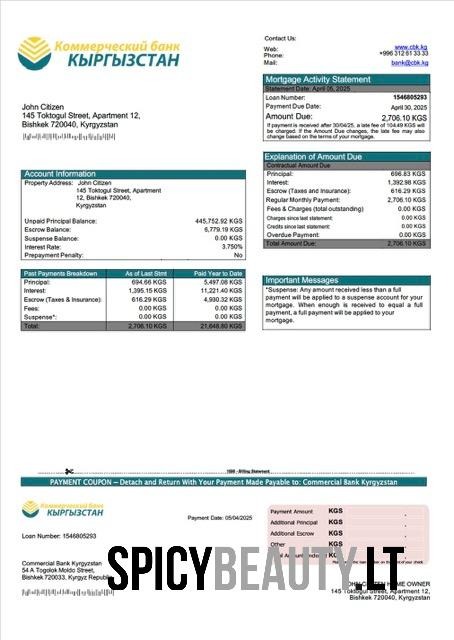 Коммерческий банк
КЫРГЫЗСТАН
Contact Us:
Web: www.cbk.kg
Phone: +996 312 61 33 33
Mail: bank@cbk.kg
Mortgage Activity Statement
Statement Date: April 05, 2025
Loan Number: 1546805293
Payment Due Date: April 30, 2025
Amount Due: 2,706.10 KGS
If payment is received after 30/04/25, a late fee of 104.49 KGS will
be charged. If the Amount Due changes, the late fee may also
change based on the terms of your mortgage.
John Citizen
145 Toktogul Street, Apartment 12,
Bishkek 720040, Kyrgyzstan
Explanation of Amount Due
Contractual Amount Due
Principal: 696.83 KGS
Interest: 1,392.98 KGS
Escrow (Taxes and Insurance): 616.29 KGS
Regular Monthly Payment: 2,706.10 KGS
Fees & Charges (total outstanding) 0.00 KGS
Charges since last statement: 0.00 KGS
Credits since last statement: 0.00 KGS
Overdue Payment: 0.00 KGS
Total Amount Due: 2,706.10 KGS
Account Information
Property Address: John Citizen
145 Toktogul Street, Apartment
12, Bishkek 720040,
Kyrgyzstan
Unpaid Principal Balance: 445,752.92 KGS
Escrow Balance: 6,779.19 KGS
Suspense Balance: 0.00 KGS
Interest Rate: 3.750%
Prepayment Penalty: No
Past Payments Breakdown As of Last Stmt Paid Year to Date
Principal: 694.66 KGS 5,497.08 KGS
Interest: 1,395.15 KGS 11,221.40 KGS
Escrow (Taxes & Insurance): 616.29 KGS 4,930.32 KGS
Fees: 0.00 KGS 0.00 KGS
Suspense*: 0.00 KGS 0.00 KGS
Total: 2,706.10 KGS 21,648.80 KGS
Important Messages
*Suspense: Any amount received less than a full
payment will be applied to a suspense account for your
mortgage. When enough is received to equal a full
payment, a full payment will be applied to your
mortgage.
1698 - Billing Statement
PAYMENT COUPON – Detach and Return With Your Payment Made Payable to: Commercial Bank Kyrgyzstan
Коммерческий банк
КЫРГЫЗСТАН
Payment Date: 05/04/2025
Loan Number: 1546805293
Payment Amount KGS .
Additional Principal KGS .
Additional Escrow KGS .
Other KGS .
Commercial Bank Kyrgyzstan
54 A Togolok Moldo Street,
Bishkek 720033, Kyrgyz
SPICYBEAUTY.LT
HOME OWNER
145 Toktogul Street,
Bishkek 720040, Kyrgyzstan